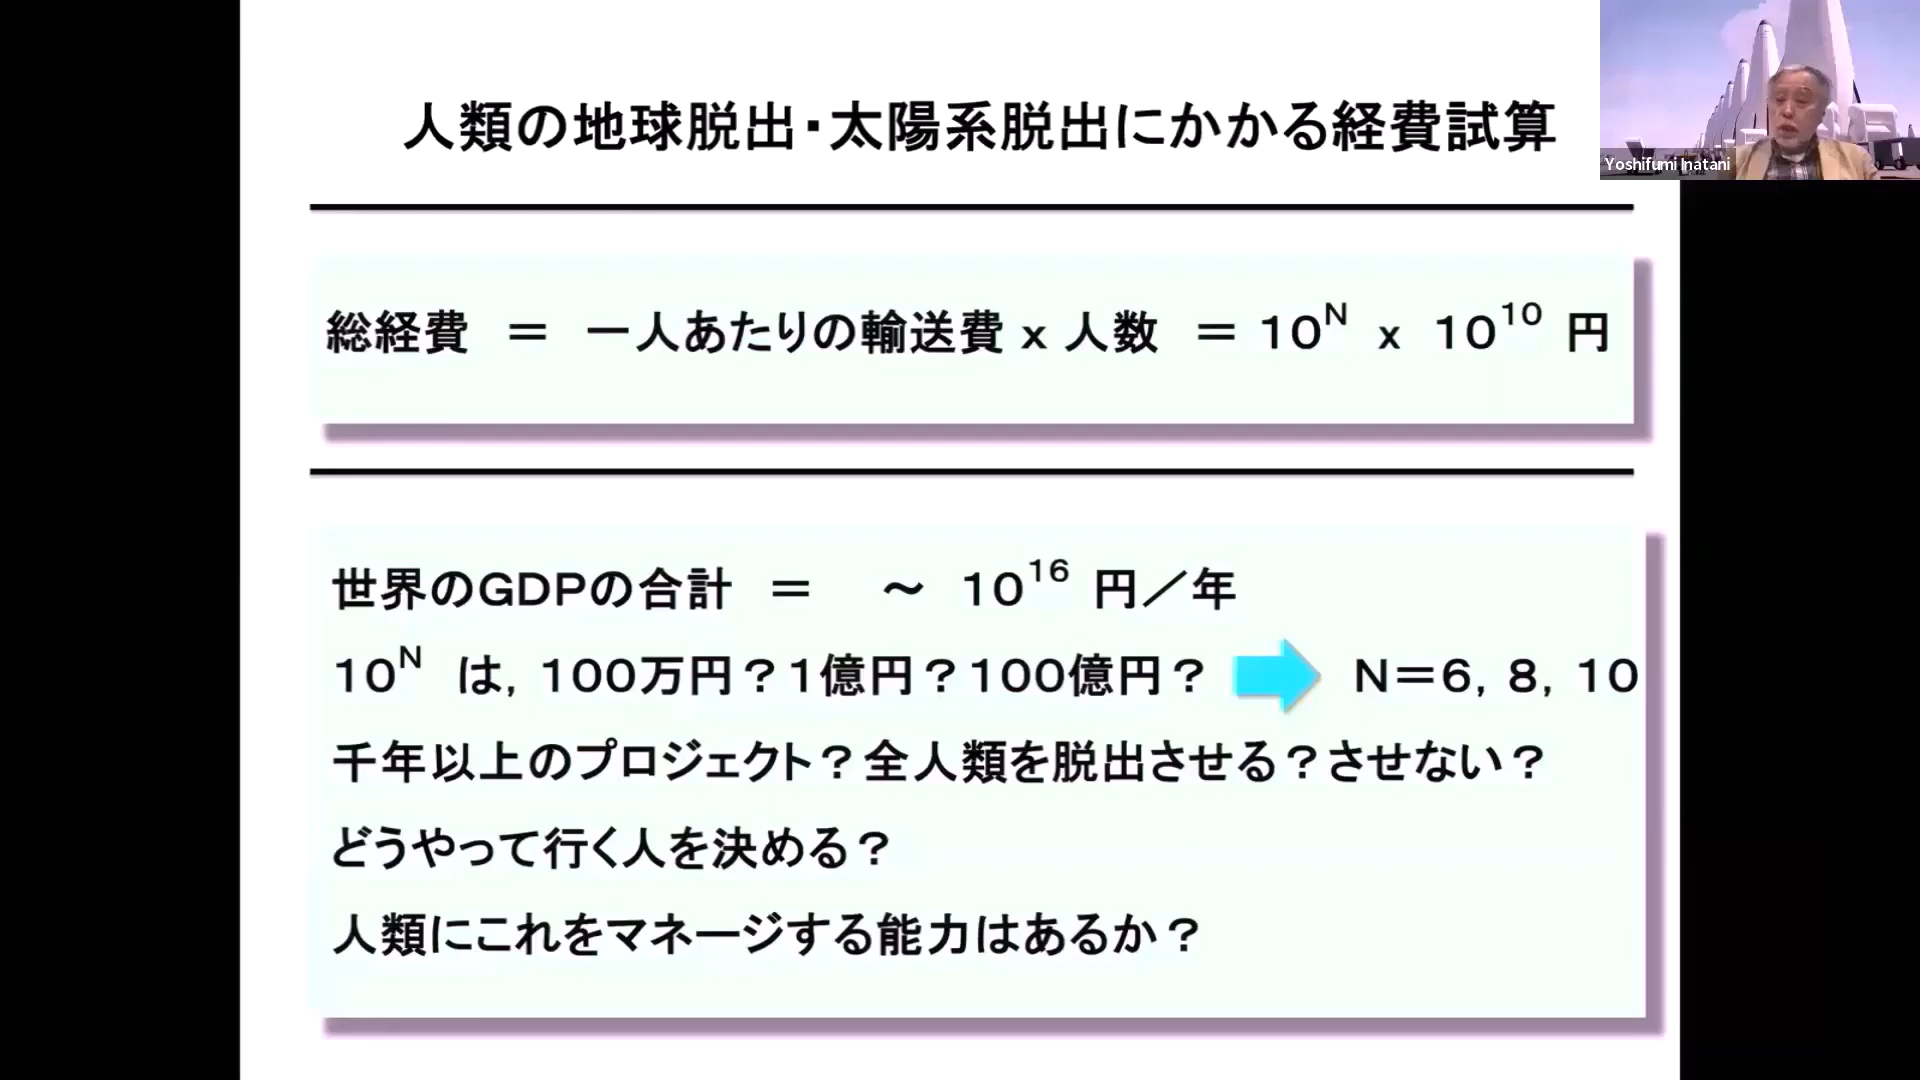 人類の地球脱出・太陽系脱出にかかる経費試算
Yoshifumi Inatani
総経費 = 一人あたりの輸送費 x 人数 = 10^N x 10^10 円
世界のGDPの合計 = ～ 10^16 円／年
10^N は, 100万円？1億円？100億円？ N=6, 8, 10
千年以上のプロジェクト？全人類を脱出させる？させない？
どうやって行く人を決める？
人類にこれをマネージする能力はあるか？